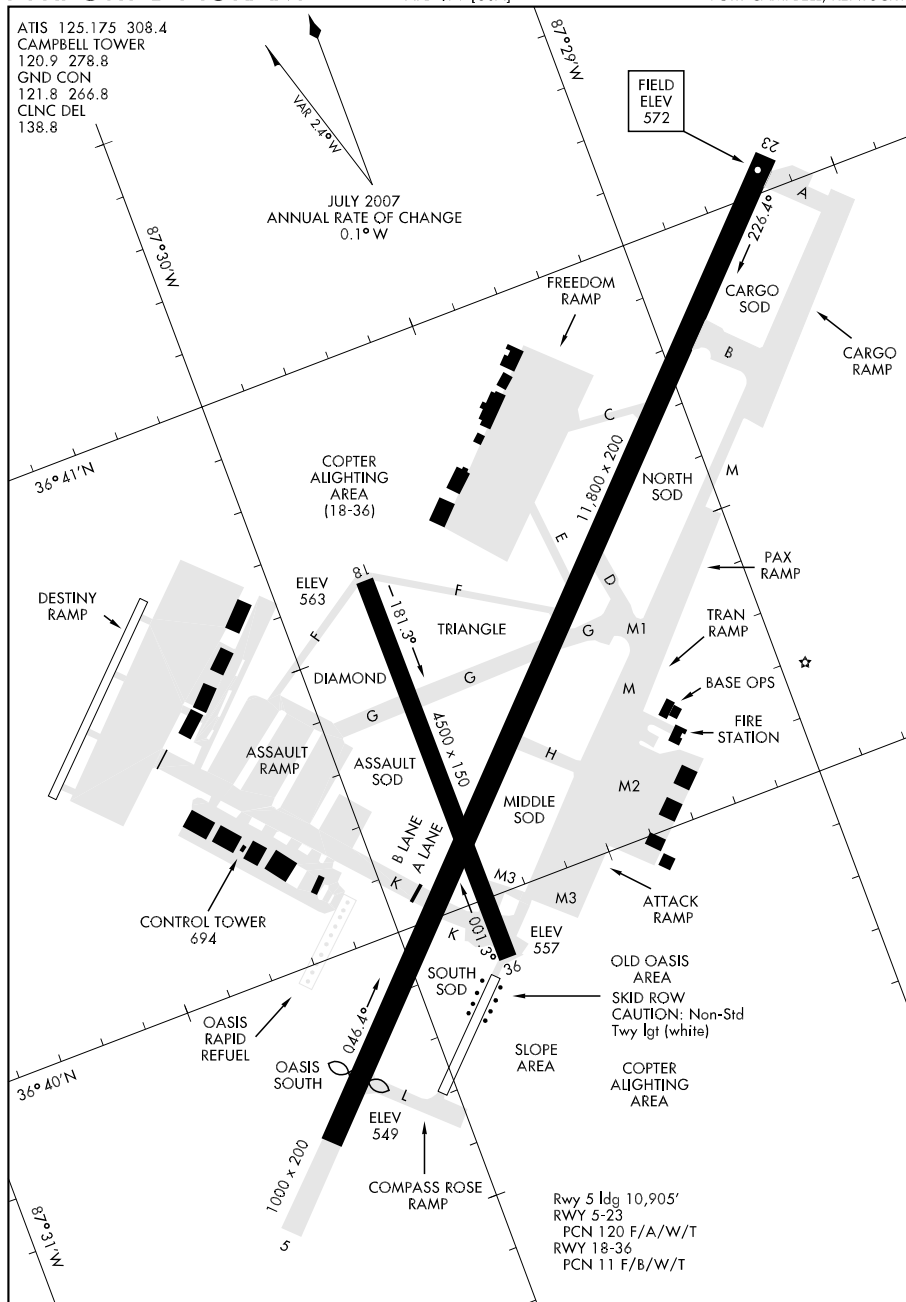 ATIS 125.175 308.4
CAMPBELL TOWER
120.9 278.8
GND CON
121.8 266.8
CLNC DEL
138.8
VAR 2.4° W
JULY 2007
ANNUAL RATE OF CHANGE
0.1° W
87°29'W
FIELD
ELEV
572
23
A
226.4°
CARGO
SOD
87°30'W
FREEDOM
RAMP
B
CARGO
RAMP
C
36°41'N
COPTER
ALIGHTING
AREA
(18-36)
11,800 x 200
NORTH
SOD
M
E
PAX
RAMP
ELEV
563
18
D
DESTINY
RAMP
F
F
181.3°
TRIANGLE
G
M1
TRAN
RAMP
DIAMOND
G
G
M
BASE OPS
FIRE
STATION
ASSAULT
RAMP
ASSAULT
SOD
4500 x 150
H
MIDDLE
SOD
M2
B LANE
A LANE
K
M3
M3
ATTACK
RAMP
CONTROL TOWER
694
K
001.3°
ELEV
557
36
SOUTH
SOD
OLD OASIS
AREA
SKID ROW
CAUTION: Non-Std
Twy lgt (white)
OASIS
RAPID
REFUEL
046.4°
SLOPE
AREA
COPTER
ALIGHTING
AREA
36°40'N
OASIS
SOUTH
L
ELEV
549
1000 x 200
COMPASS ROSE
RAMP
5
87°31'W
Rwy 5 ldg 10,905'
RWY 5-23
PCN 120 F/A/W/T
RWY 18-36
PCN 11 F/B/W/T